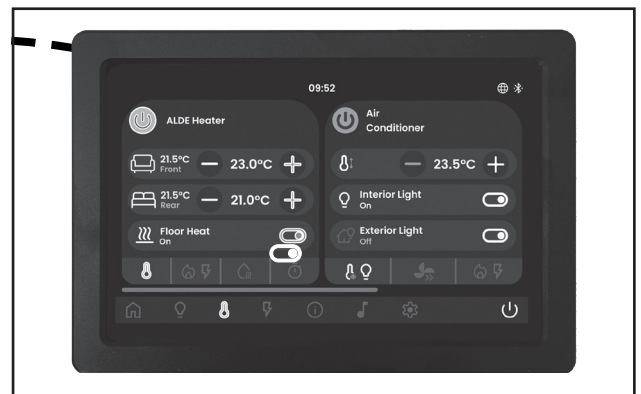 09:52
ALDE Heater
21.5°C
Front
23.0°C
21.5°C
Rear
21.0°C
Floor Heat
On
Air
Conditioner
23.5°C
Interior Light
On
Exterior Light
Off